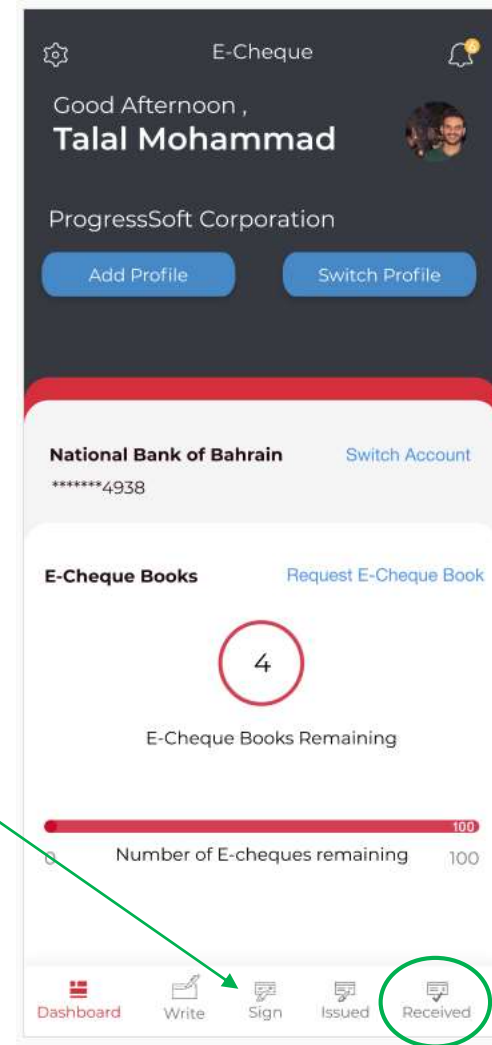 E-Cheque
6
Good Afternoon ,
Talal Mohammad
ProgressSoft Corporation
Add Profile Switch Profile
National Bank of Bahrain Switch Account
*******4938
E-Cheque Books Request E-Cheque Book
4
E-Cheque Books Remaining
100
0 Number of E-cheques remaining 100
Dashboard Write Sign Issued Received